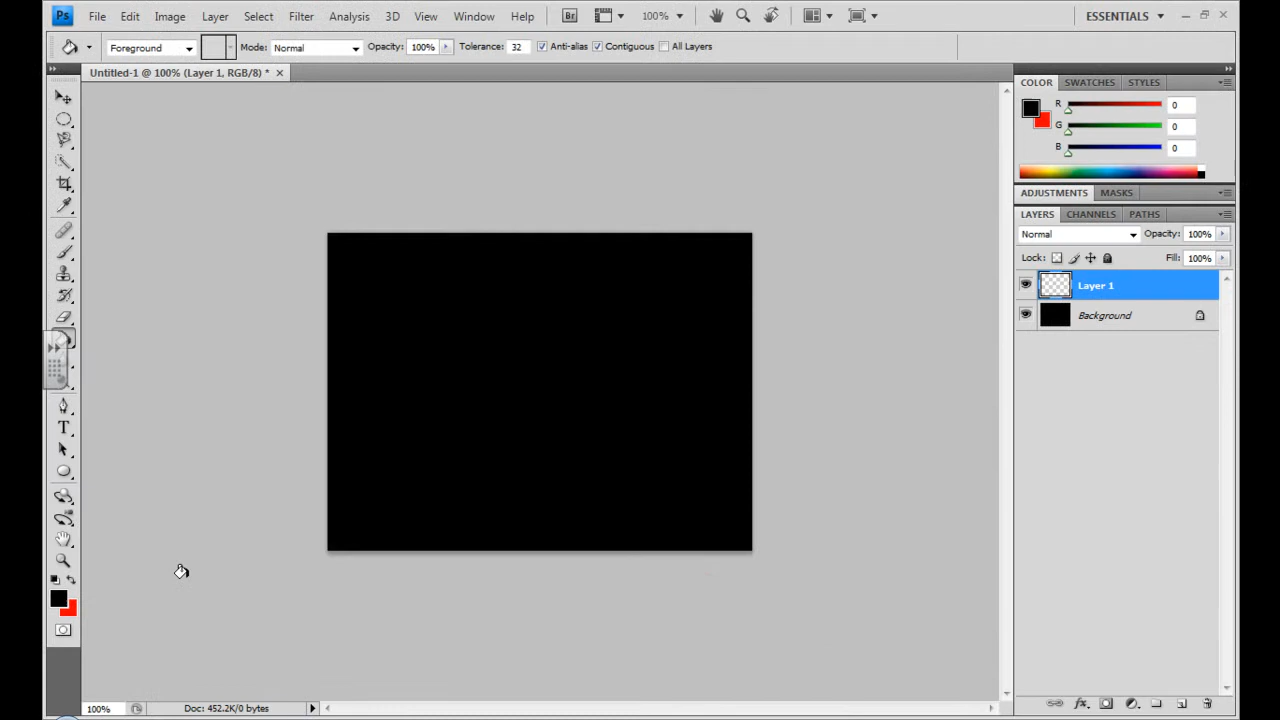 Ps File Edit Image Layer Select Filter Analysis 3D View Window Help Br 100% ESSENTIALS
Foreground Mode: Normal Opacity: 100% Tolerance: 32 Anti-alias Contiguous All Layers
Untitled-1 @ 100% (Layer 1, RGB/8) *
COLOR SWATCHES STYLES
R 0
G 0
B 0
ADJUSTMENTS MASKS
LAYERS CHANNELS PATHS
Normal Opacity: 100%
Lock: Fill: 100%
Layer 1
Background
T
fx
100% Doc: 452.2K/0 bytes